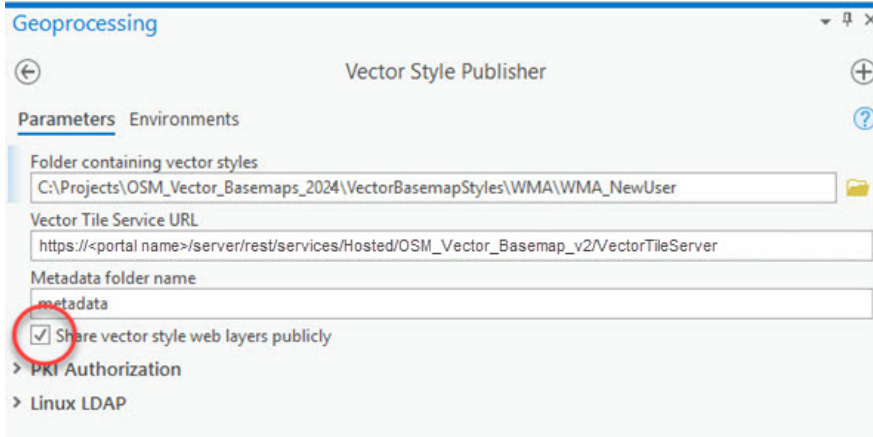 Geoprocessing
Vector Style Publisher
Parameters Environments
Folder containing vector styles
C:\Projects\OSM_Vector_Basemaps_2024\VectorBasemapStyles\WMA\WMA_NewUser
Vector Tile Service URL
https://<portal name>/server/rest/services/Hosted/OSM_Vector_Basemap_v2/VectorTileServer
Metadata folder name
metadata
Share vector style web layers publicly
PKI Authorization
Linux LDAP